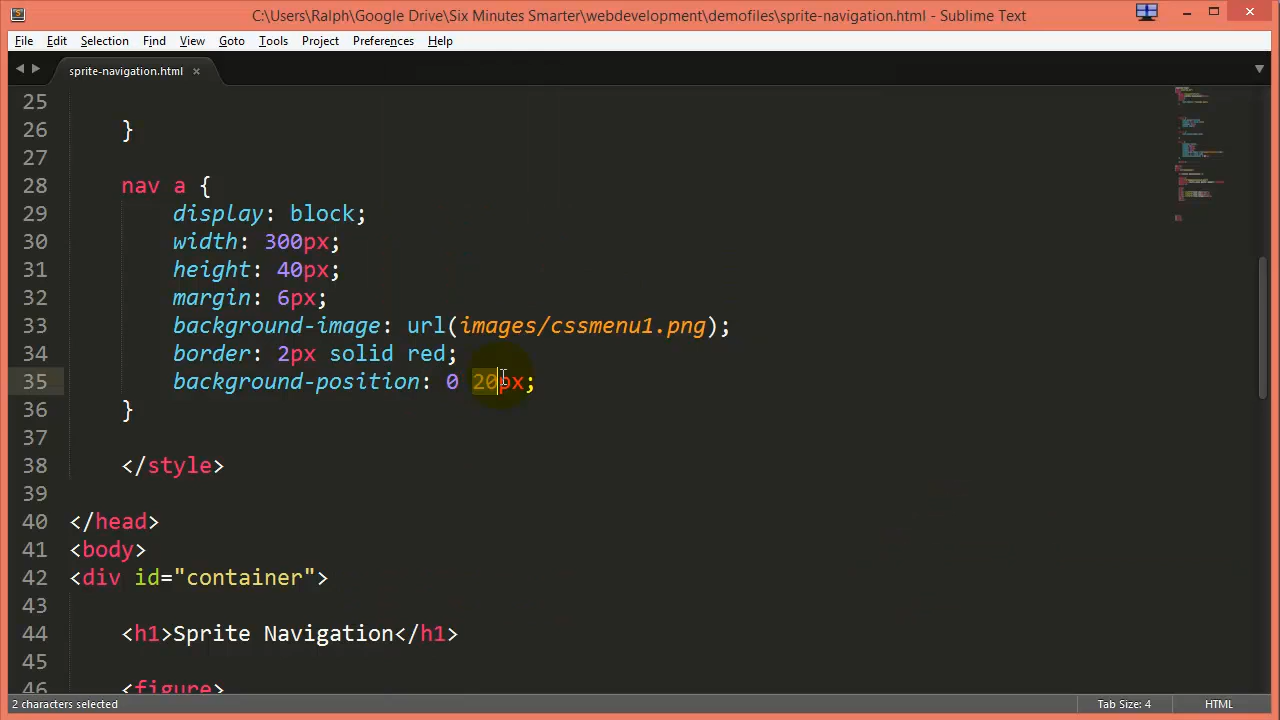 C:\Users\Ralph\Google Drive\Six Minutes Smarter\webdevelopment\demofiles\sprite-navigation.html - Sublime Text
File Edit Selection Find View Goto Tools Project Preferences Help
sprite-navigation.html ×
25
26 }
27
28 nav a {
29 display: block;
30 width: 300px;
31 height: 40px;
32 margin: 6px;
33 background-image: url(images/cssmenu1.png);
34 border: 2px solid red;
35 background-position: 0 20px;
36 }
37
38 </style>
39
40 </head>
41 <body>
42 <div id="container">
43
44 <h1>Sprite Navigation</h1>
45
46 <figure>
2 characters selected Tab Size: 4 HTML